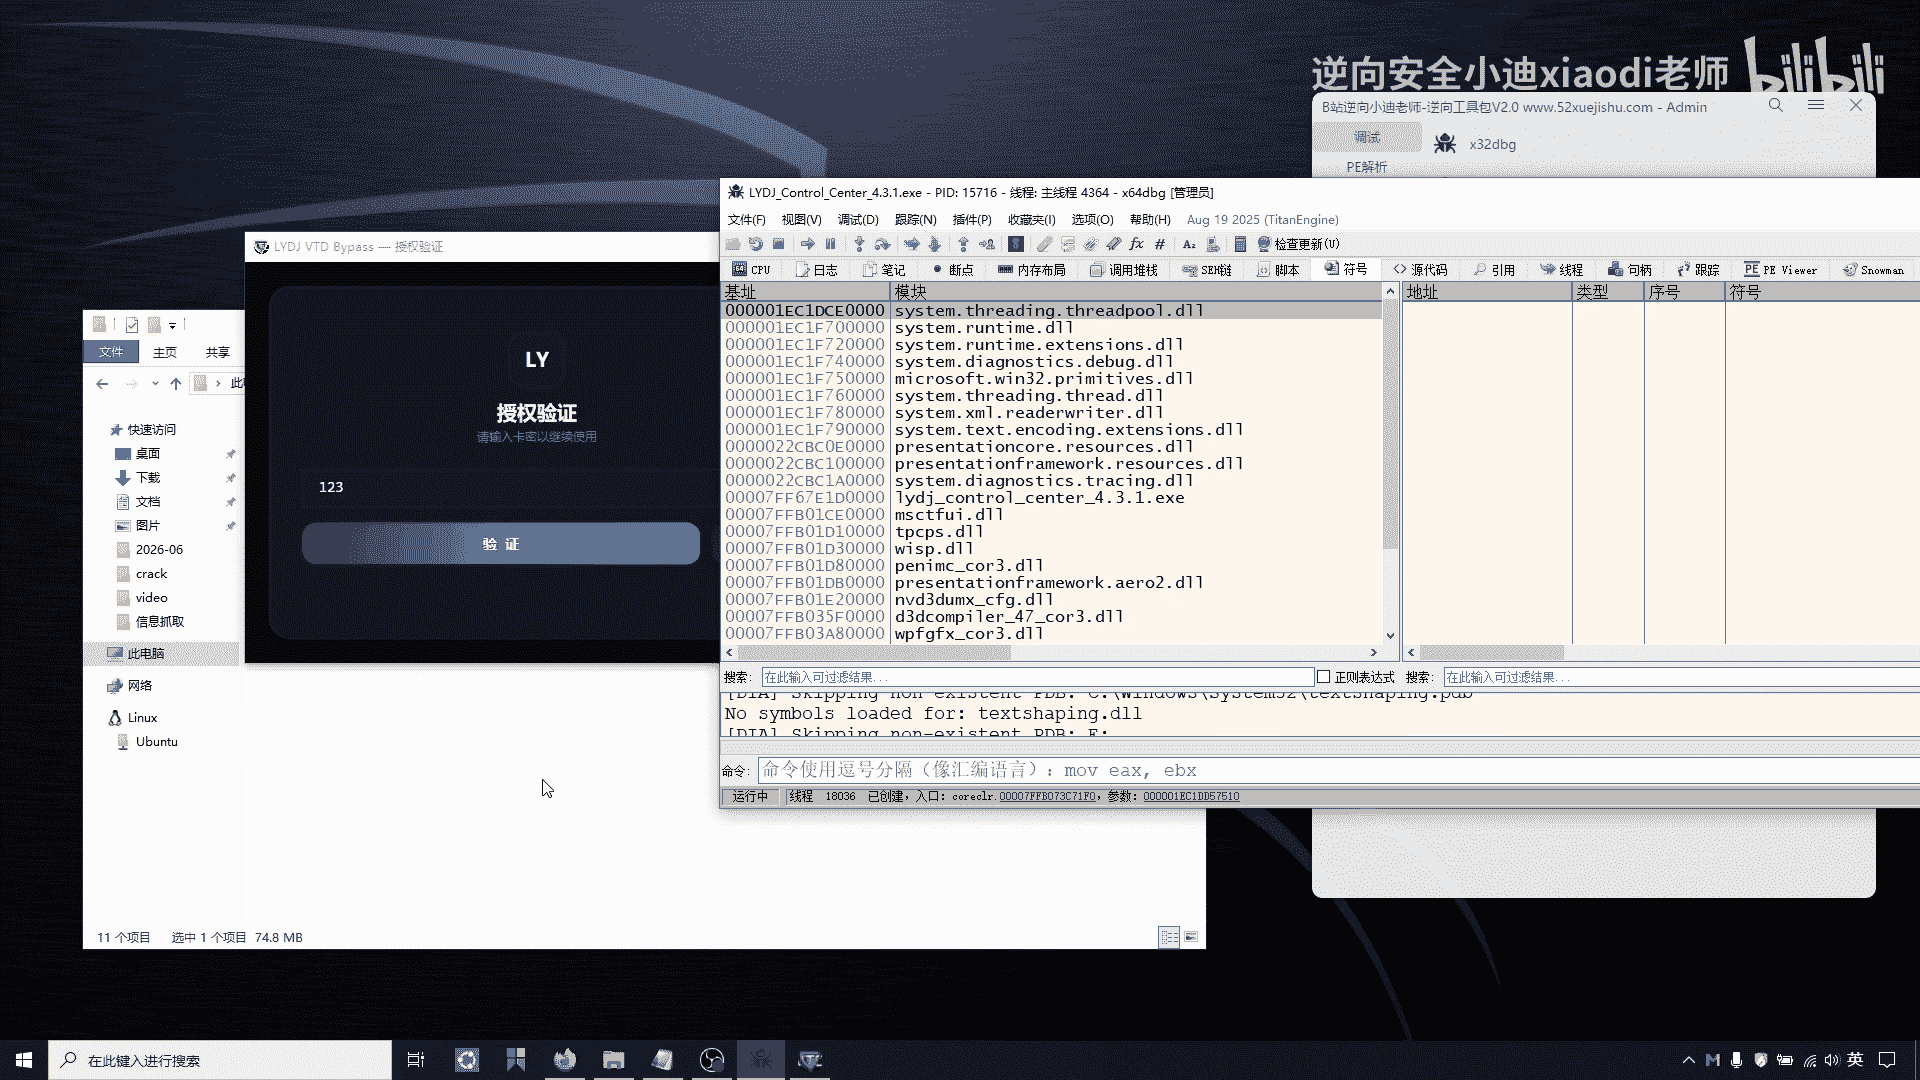 逆向安全小迪xiaodi老师 bilibili
B站逆向小迪老师-逆向工具包V2.0 www.52xuejishu.com - Admin
调试
x32dbg
PE解析
LYDJ_Control_Center_4.3.1.exe - PID: 15716 - 线程: 主线程 4364 - x64dbg [管理员]
文件(F) 视图(V) 调试(D) 跟踪(N) 插件(P) 收藏夹(I) 选项(O) 帮助(H) Aug 19 2025 (TitanEngine)
检查更新(U)
CPU 日志 笔记 断点 内存布局 调用堆栈 SEH链 脚本 符号 源代码 引用 线程 句柄 跟踪 PE Viewer Snowman
基址 模块 地址 类型 序号 符号
000001EC1DCE0000 system.threading.threadpool.dll
000001EC1F700000 system.runtime.dll
000001EC1F720000 system.runtime.extensions.dll
000001EC1F740000 system.diagnostics.debug.dll
000001EC1F750000 microsoft.win32.primitives.dll
000001EC1F760000 system.threading.thread.dll
000001EC1F780000 system.xml.readerwriter.dll
000001EC1F790000 system.text.encoding.extensions.dll
0000022CBC0E0000 presentationcore.resources.dll
0000022CBC100000 presentationframework.resources.dll
0000022CBC1A0000 system.diagnostics.tracing.dll
00007FF67E1D0000 lydj_control_center_4.3.1.exe
00007FFB01CE0000 msctfui.dll
00007FFB01D10000 tpcps.dll
00007FFB01D30000 wisp.dll
00007FFB01D80000 penimc_cor3.dll
00007FFB01DB0000 presentationframework.aero2.dll
00007FFB01E20000 nvd3dumx_cfg.dll
00007FFB035F0000 d3dcompiler_47_cor3.dll
00007FFB03A80000 wpfgfx_cor3.dll
搜索: 在此输入可过滤结果... 正则表达式 搜索: 在此输入可过滤结果...
[DIA] Skipping non-existent PDB: C:\Windows\System32\textshaping.pdb
No symbols loaded for: textshaping.dll
[DIA] Skipping non-existent PDB: E:
命令: 命令使用逗号分隔（像汇编语言）: mov eax, ebx
运行中 线程 18036 已创建，入口: coreclr.00007FFB073C71F0，参数: 000001EC1DD57510
LYDJ VTD Bypass — 授权验证
LY
授权验证
请输入卡密以继续使用
123
验 证
文件 主页 共享
此电
快速访问
桌面
下载
文档
图片
2026-06
crack
video
信息抓取
此电脑
网络
Linux
Ubuntu
11 个项目 选中 1 个项目 74.8 MB
在此键入进行搜索
英